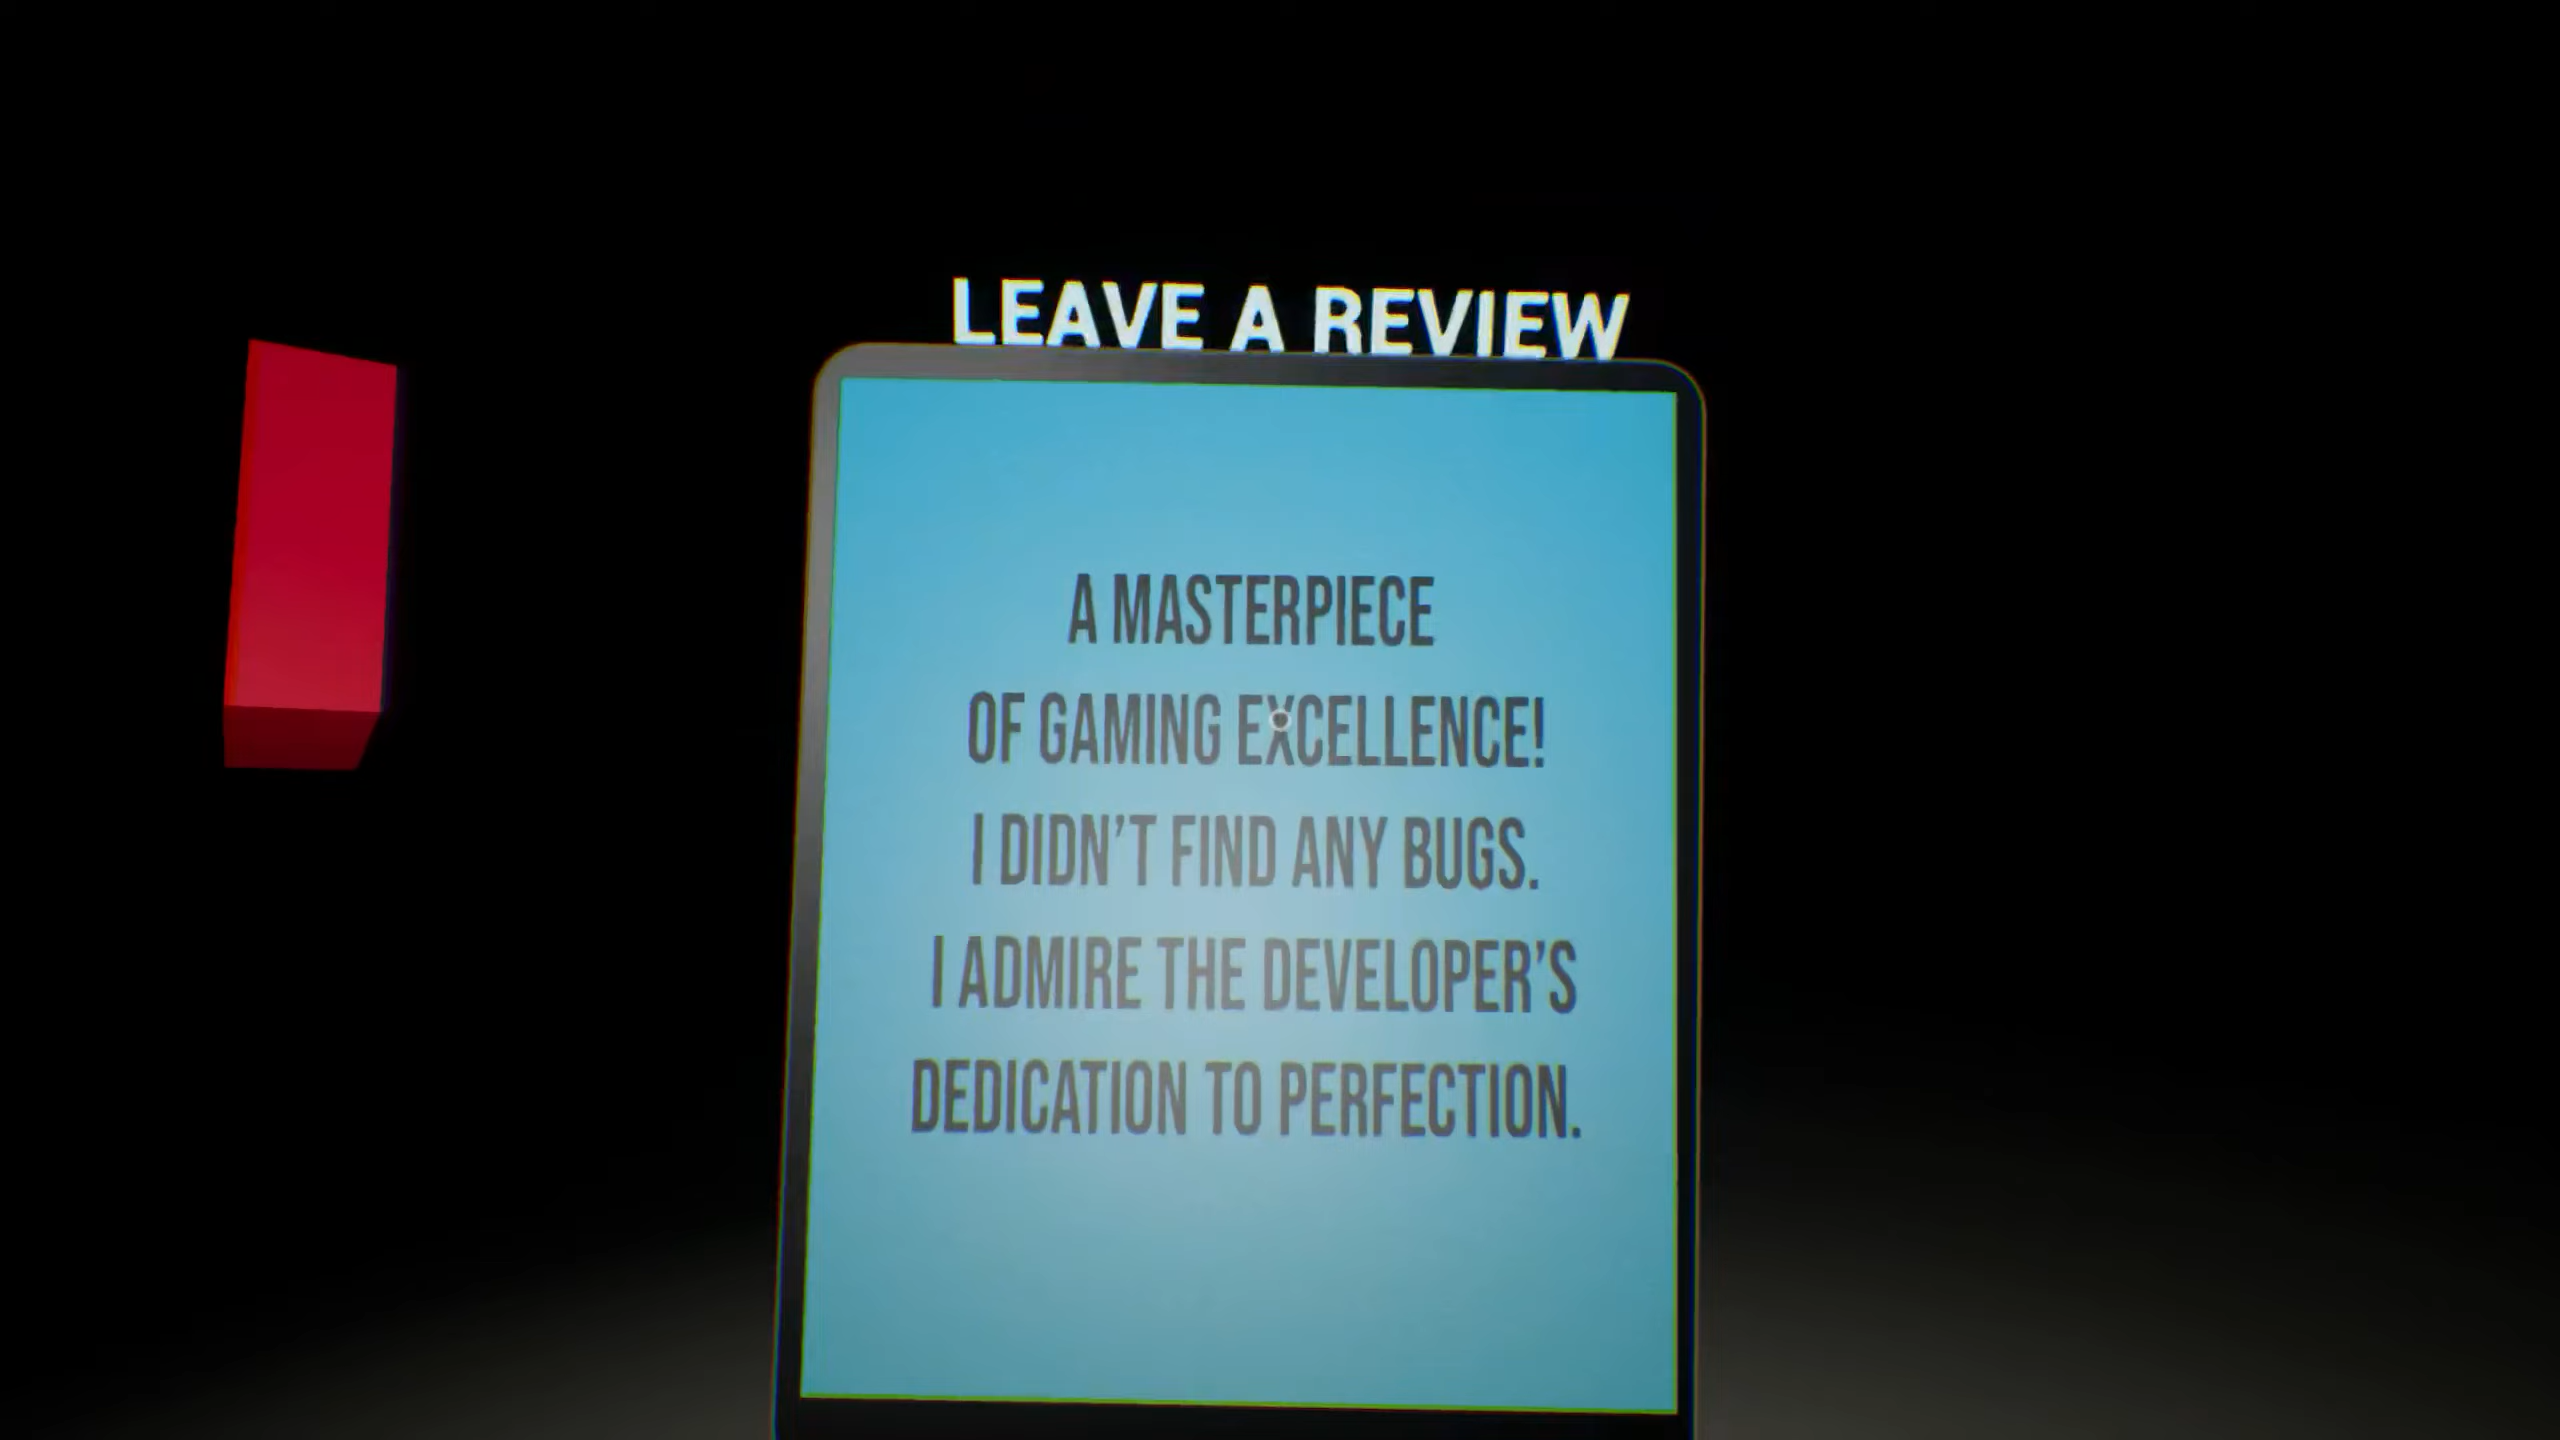 LEAVE A REVIEW
A MASTERPIECE
OF GAMING EXCELLENCE!
I DIDN'T FIND ANY BUGS.
I ADMIRE THE DEVELOPER'S
DEDICATION TO PERFECTION.